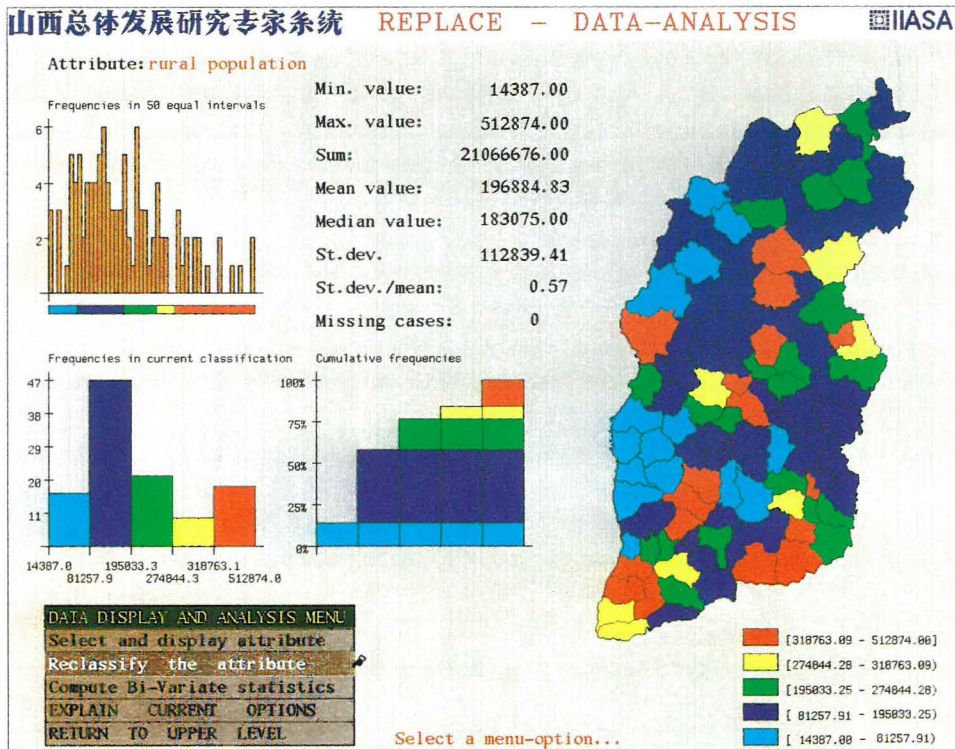 山西总体发展研究专家系统 REPLACE - DATA-ANALYSIS IIASA
Attribute: rural population
Frequencies in 50 equal intervals
6
4
2
Min. value: 14387.00
Max. value: 512874.00
Sum: 21066676.00
Mean value: 196884.83
Median value: 183075.00
St.dev. 112839.41
St.dev./mean: 0.57
Missing cases: 0
Frequencies in current classification
47
38
29
20
11
14387.0 195033.3 318763.1
81257.9 274844.3 512874.0
Cumulative frequencies
100%
75%
50%
25%
0%
DATA DISPLAY AND ANALYSIS MENU
Select and display attribute
Reclassify the attribute
Compute Bi-Variate statistics
EXPLAIN CURRENT OPTIONS
RETURN TO UPPER LEVEL
Select a menu-option...
[318763.09 - 512874.00]
[274844.28 - 318763.09)
[195033.25 - 274844.28)
[ 81257.91 - 195033.25)
[ 14387.00 - 81257.91)